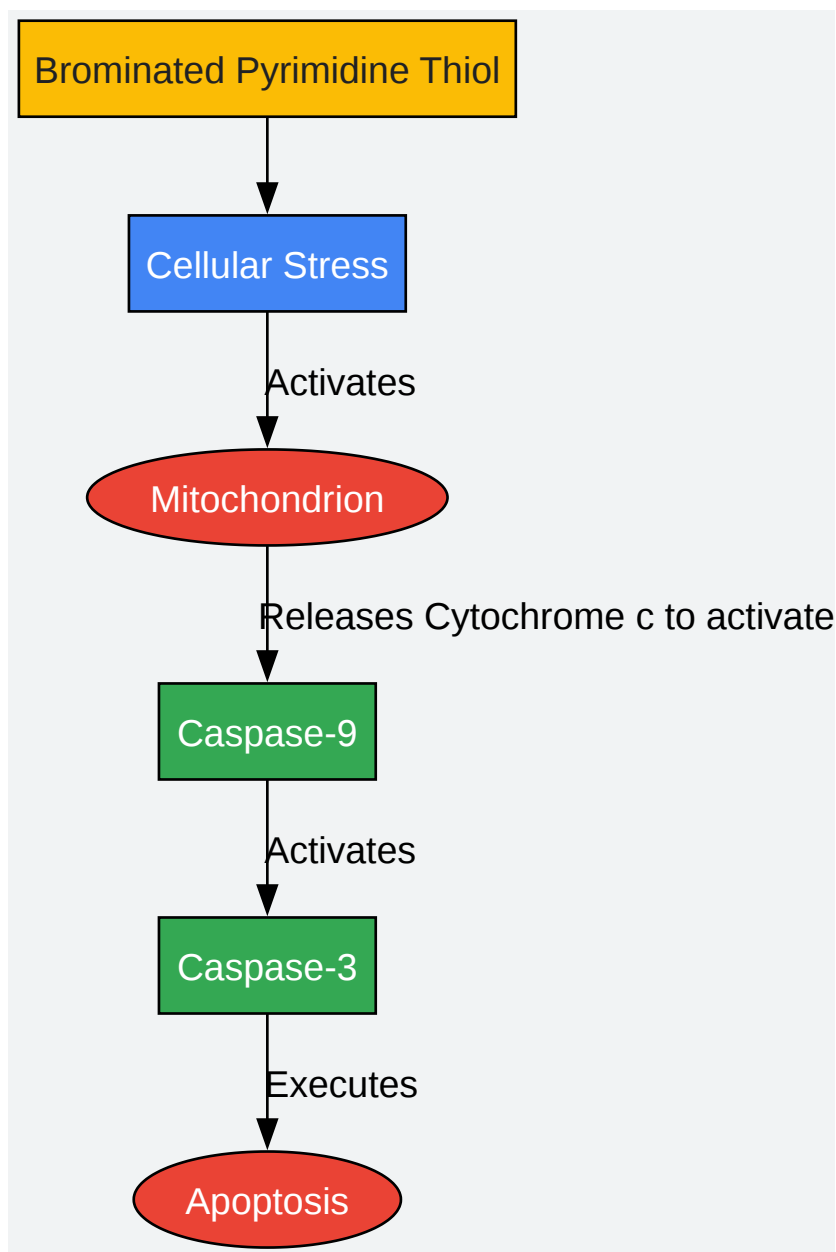 Brominated Pyrimidine Thiol
Cellular Stress
Activates
Mitochondrion
Releases Cytochrome c to activate
Caspase-9
Activates
Caspase-3
Executes
Apoptosis